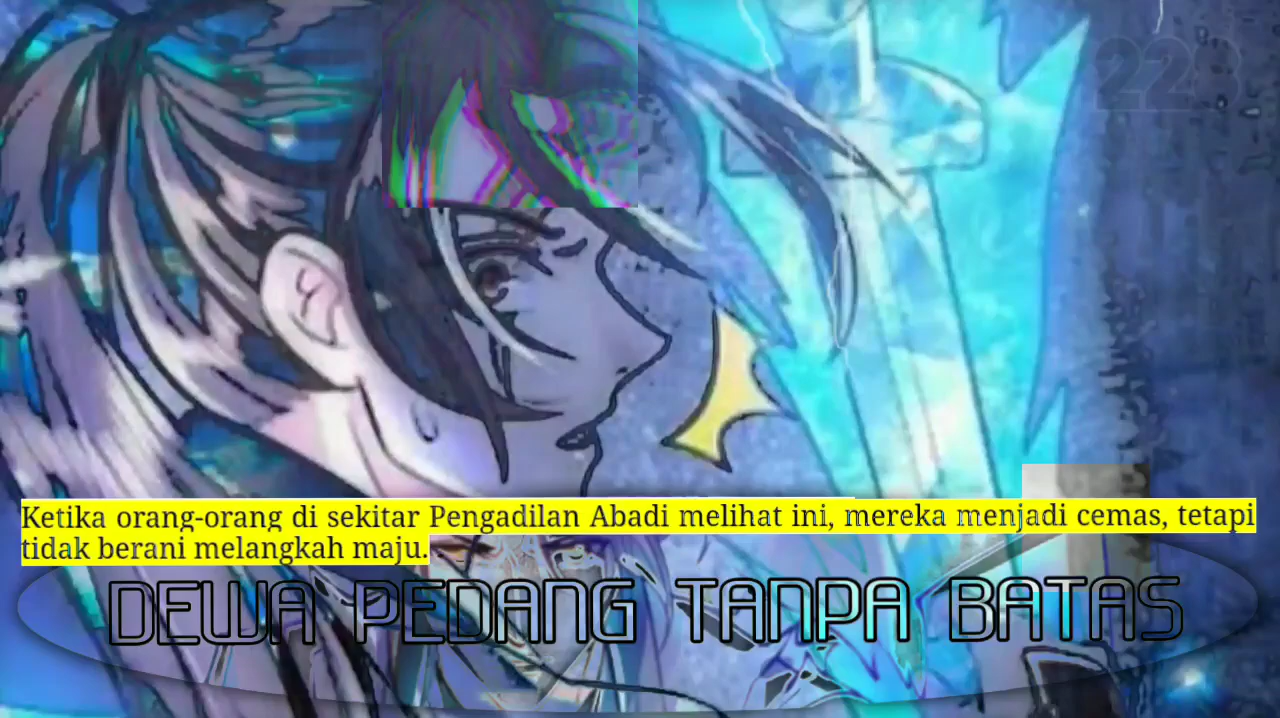 228
Ketika orang-orang di sekitar Pengadilan Abadi melihat ini, mereka menjadi cemas, tetapi
tidak berani melangkah maju.
DEWA PEDANG TANPA BATAS